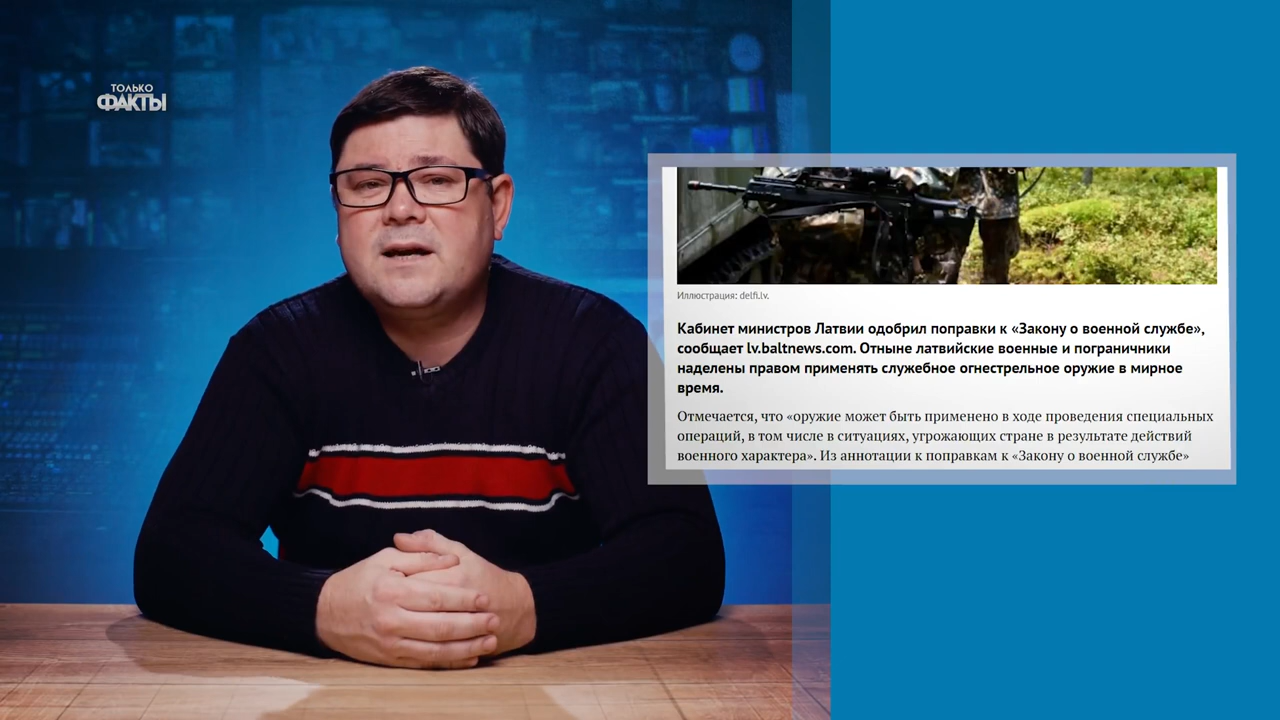 ТОЛЬКО
ФАКТЫ
Иллюстрация: delfi.lv.
Кабинет министров Латвии одобрил поправки к «Закону о военной службе»,
сообщает lv.baltnews.com. Отныне латвийские военные и пограничники
наделены правом применять служебное огнестрельное оружие в мирное
время.
Отмечается, что «оружие может быть применено в ходе проведения специальных
операций, в том числе в ситуациях, угрожающих стране в результате действий
военного характера». Из аннотации к поправкам к «Закону о военной службе»